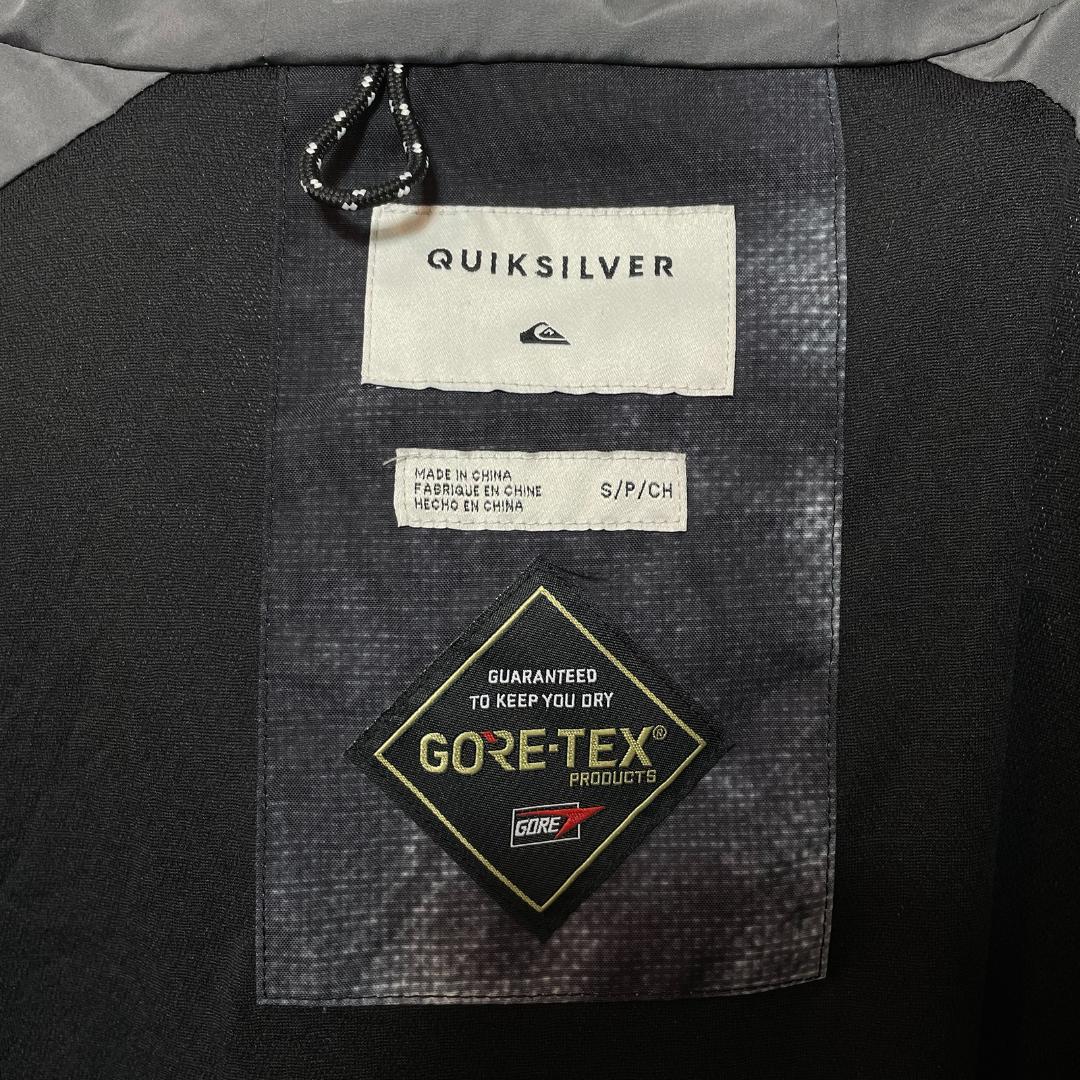 QUIKSILVER
MADE IN CHINA
FABRIQUE EN CHINE
HECHO EN CHINA
S/P/CH
GUARANTEED
TO KEEP YOU DRY
GORE-TEX®
PRODUCTS
GORE